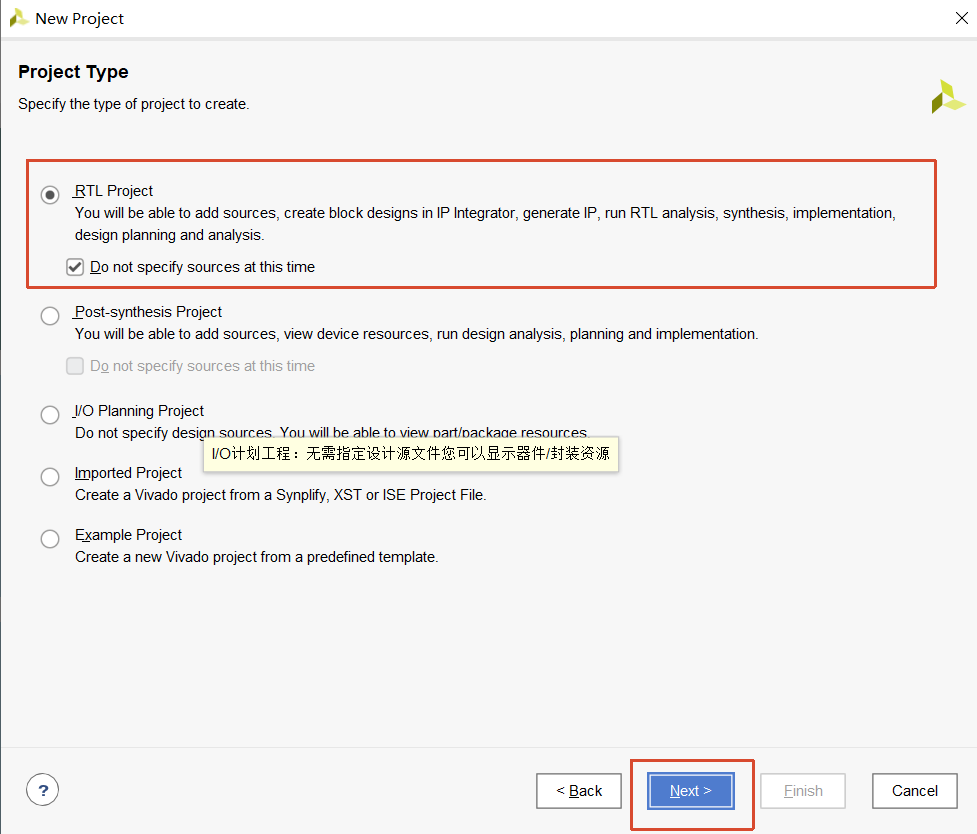 New Project
Project Type
Specify the type of project to create.
RTL Project
You will be able to add sources, create block designs in IP Integrator, generate IP, run RTL analysis, synthesis, implementation,
design planning and analysis.
Do not specify sources at this time
Post-synthesis Project
You will be able to add sources, view device resources, run design analysis, planning and implementation.
Do not specify sources at this time
I/O Planning Project
Do not specify design sources. You will be able to view part/package resources.
I/O计划工程：无需指定设计源文件您可以显示器件/封装资源
Imported Project
Create a Vivado project from a Synplify, XST or ISE Project File.
Example Project
Create a new Vivado project from a predefined template.
?
< Back
Next >
Finish
Cancel